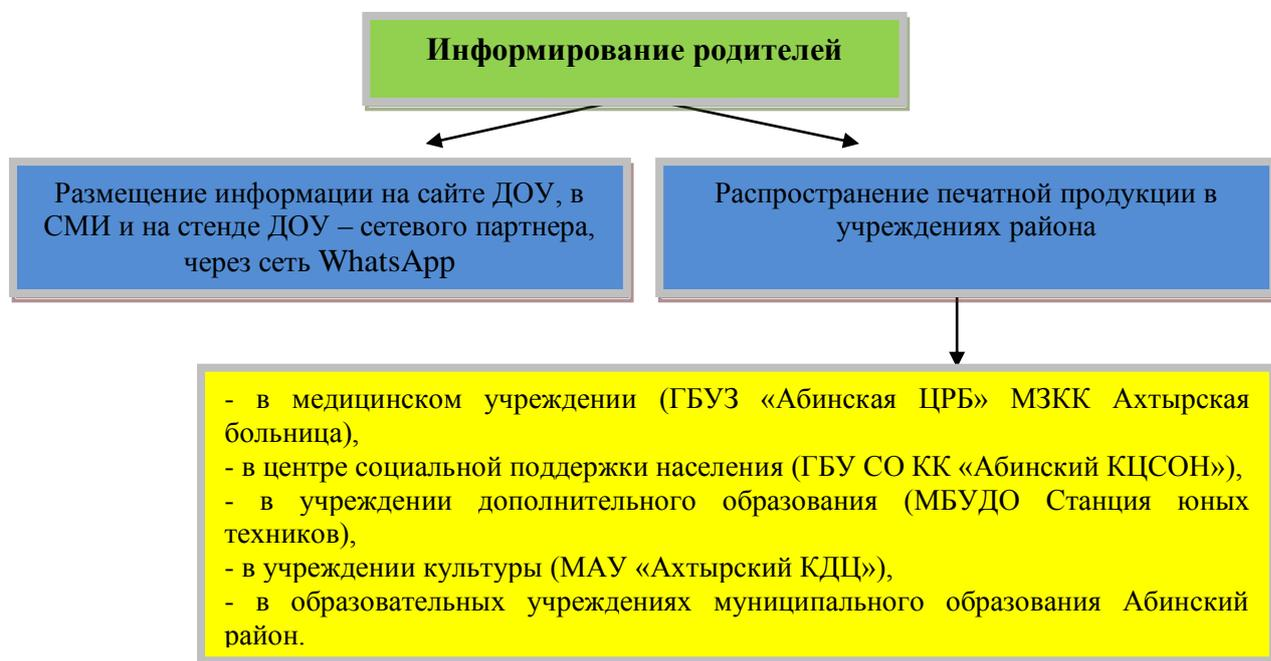 Информирование родителей
Размещение информации на сайте ДОУ, в
СМИ и на стенде ДОУ – сетевого партнера,
через сеть WhatsApp
Распространение печатной продукции в
учреждениях района
- в медицинском учреждении (ГБУЗ «Абинская ЦРБ» МЗКК Ахтырская
больница),
- в центре социальной поддержки населения (ГБУ СО КК «Абинский КЦСОН»),
- в учреждении дополнительного образования (МБУДО Станция юных
техников),
- в учреждении культуры (МАУ «Ахтырский КДЦ»),
- в образовательных учреждениях муниципального образования Абинский
район.